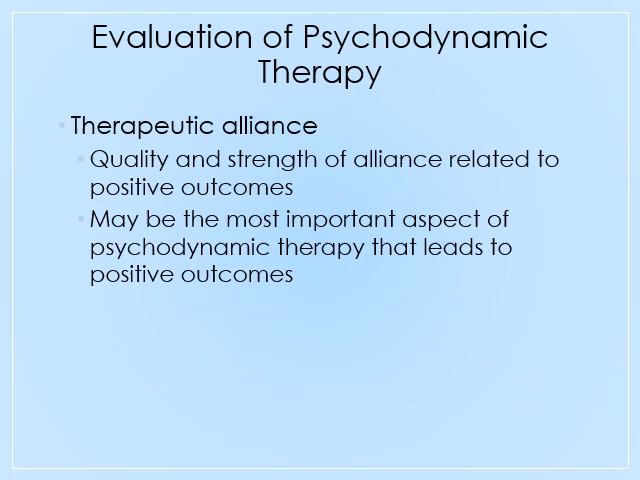 Evaluation of Psychodynamic
Therapy
• Therapeutic alliance
• Quality and strength of alliance related to
positive outcomes
• May be the most important aspect of
psychodynamic therapy that leads to
positive outcomes